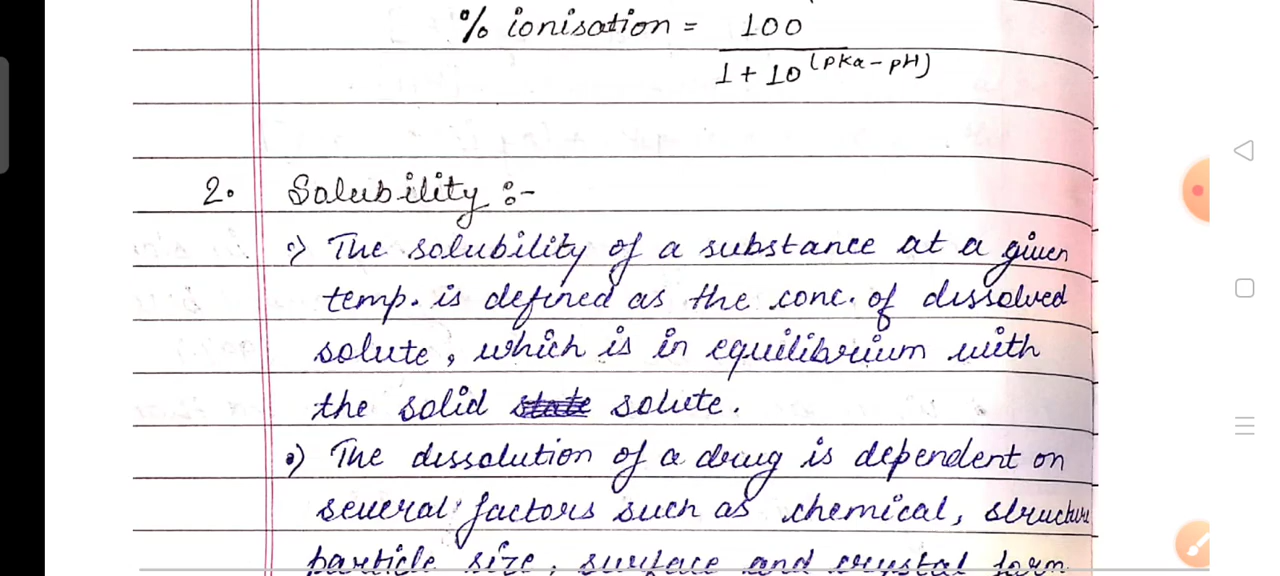 % ionisation = 100
1 + 10 (pKa - pH)
2. Solubility :-
•) The solubility of a substance at a given
temp. is defined as the conc. of dissolved
solute, which is in equilibrium with
the solid state solute.
•) The dissolution of a drug is dependent on
several factors such as chemical, structure
particle size, surface and crystal form